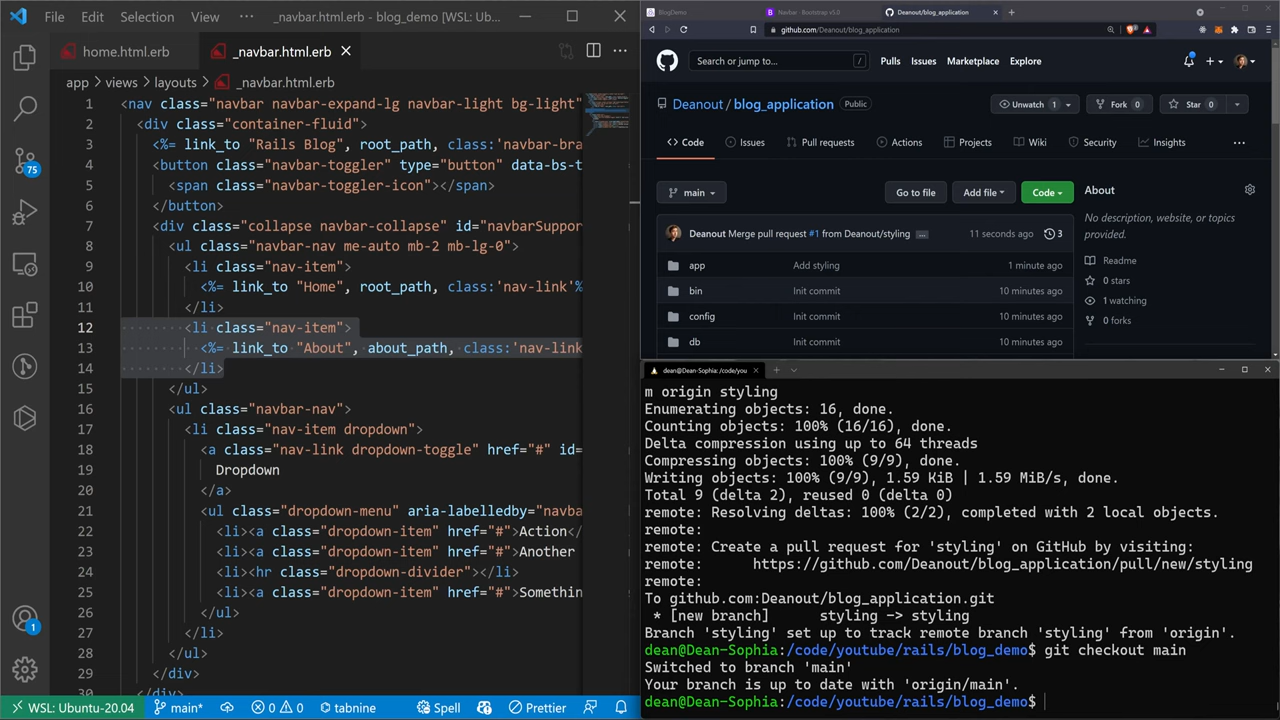 File Edit Selection View ··· _navbar.html.erb - blog_demo [WSL: Ubu...
home.html.erb _navbar.html.erb
app > views > layouts > _navbar.html.erb
1 <nav class="navbar navbar-expand-lg navbar-light bg-light"
2 <div class="container-fluid">
3 <%= link_to "Rails Blog", root_path, class:'navbar-bra
4 <button class="navbar-toggler" type="button" data-bs-t
5 <span class="navbar-toggler-icon"></span>
6 </button>
7 <div class="collapse navbar-collapse" id="navbarSuppor
8 <ul class="navbar-nav me-auto mb-2 mb-lg-0">
9 <li class="nav-item">
10 <%= link_to "Home", root_path, class:'nav-link'%
11 </li>
12 <li class="nav-item">
13 <%= link_to "About", about_path, class:'nav-link
14 </li>
15 </ul>
16 <ul class="navbar-nav">
17 <li class="nav-item dropdown">
18 <a class="nav-link dropdown-toggle" href="#" id=
19 Dropdown
20 </a>
21 <ul class="dropdown-menu" aria-labelledby="navba
22 <li><a class="dropdown-item" href="#">Action</
23 <li><a class="dropdown-item" href="#">Another
24 <li><hr class="dropdown-divider"></li>
25 <li><a class="dropdown-item" href="#">Somethin
26 </ul>
27 </li>
28 </ul>
29 </div>
30 </div>
75
1
WSL: Ubuntu-20.04 main* 0 0 tabnine Spell Prettier
BlogDemo Navbar · Bootstrap v5.0 Deanout/blog_application
github.com/Deanout/blog_application
Search or jump to... / Pulls Issues Marketplace Explore
Deanout / blog_application Public Unwatch 1 Fork 0 Star 0
Code Issues Pull requests Actions Projects Wiki Security Insights ···
main Go to file Add file Code About
No description, website, or topics
provided.
Deanout Merge pull request #1 from Deanout/styling ... 11 seconds ago 3
app Add styling 1 minute ago
bin Init commit 10 minutes ago
config Init commit 10 minutes ago
db Init commit 10 minutes ago
Readme
0 stars
1 watching
0 forks
dean@Dean-Sophia: /code/you
m origin styling
Enumerating objects: 16, done.
Counting objects: 100% (16/16), done.
Delta compression using up to 64 threads
Compressing objects: 100% (9/9), done.
Writing objects: 100% (9/9), 1.59 KiB | 1.59 MiB/s, done.
Total 9 (delta 2), reused 0 (delta 0)
remote: Resolving deltas: 100% (2/2), completed with 2 local objects.
remote:
remote: Create a pull request for 'styling' on GitHub by visiting:
remote: https://github.com/Deanout/blog_application/pull/new/styling
remote:
To github.com:Deanout/blog_application.git
* [new branch] styling -> styling
Branch 'styling' set up to track remote branch 'styling' from 'origin'.
dean@Dean-Sophia:/code/youtube/rails/blog_demo$ git checkout main
Switched to branch 'main'
Your branch is up to date with 'origin/main'.
dean@Dean-Sophia:/code/youtube/rails/blog_demo$